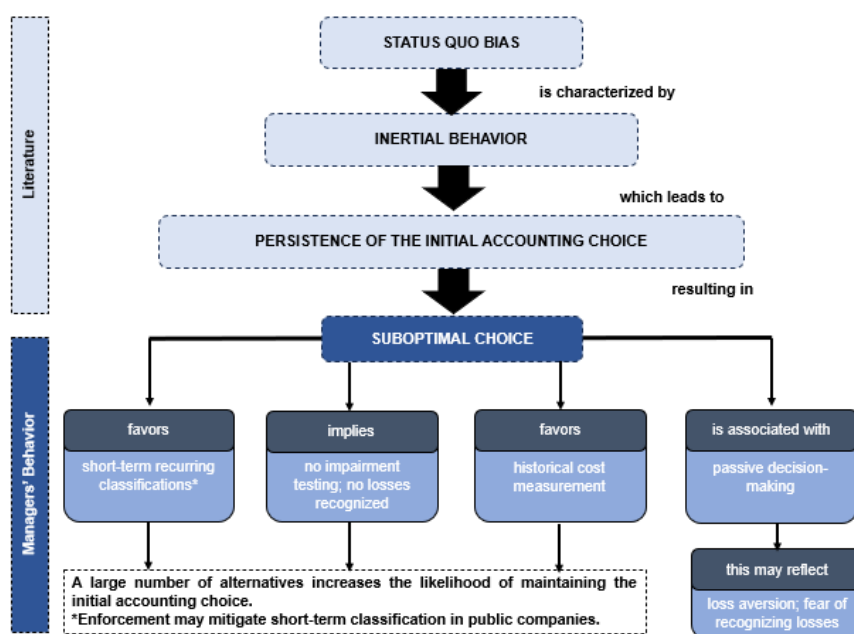 STATUS QUO BIAS
is characterized by
INERTIAL BEHAVIOR
which leads to
PERSISTENCE OF THE INITIAL ACCOUNTING CHOICE
resulting in
Literature
SUBOPTIMAL CHOICE
Managers' Behavior
favors
short-term recurring
classifications*
implies
no impairment
testing; no losses
recognized
favors
historical cost
measurement
is associated with
passive decision-
making
A large number of alternatives increases the likelihood of maintaining the
initial accounting choice.
*Enforcement may mitigate short-term classification in public companies.
this may reflect
loss aversion; fear of
recognizing losses